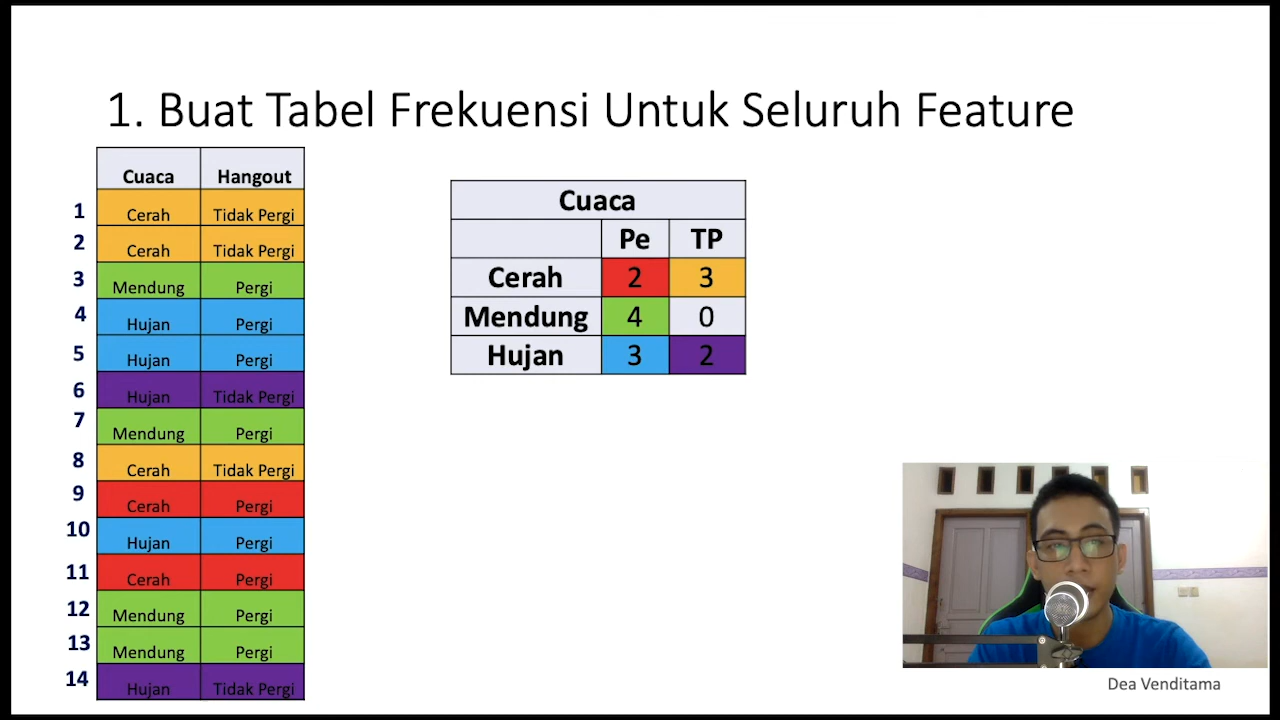 1. Buat Tabel Frekuensi Untuk Seluruh Feature
Cuaca Hangout
1 Cerah Tidak Pergi
2 Cerah Tidak Pergi
3 Mendung Pergi
4 Hujan Pergi
5 Hujan Pergi
6 Hujan Tidak Pergi
7 Mendung Pergi
8 Cerah Tidak Pergi
9 Cerah Pergi
10 Hujan Pergi
11 Cerah Pergi
12 Mendung Pergi
13 Mendung Pergi
14 Hujan Tidak Pergi
Cuaca
Pe TP
Cerah 2 3
Mendung 4 0
Hujan 3 2
Dea Venditama